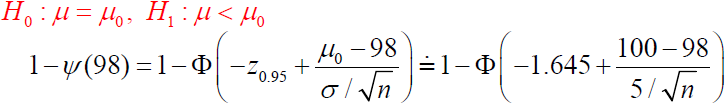 H₀ : μ = μ₀, H₁ : μ < μ₀
1−ψ(98) = 1−Φ(−z₀.₉₅ + (μ₀−98)/(σ/√n)) ≐ 1−Φ(−1.645 + (100−98)/(5/√n))